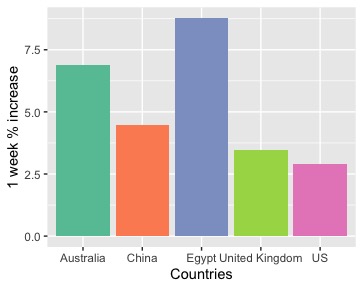 1 week % increase
7.5
5.0
2.5
0.0
Australia China Egypt United Kingdom US
Countries